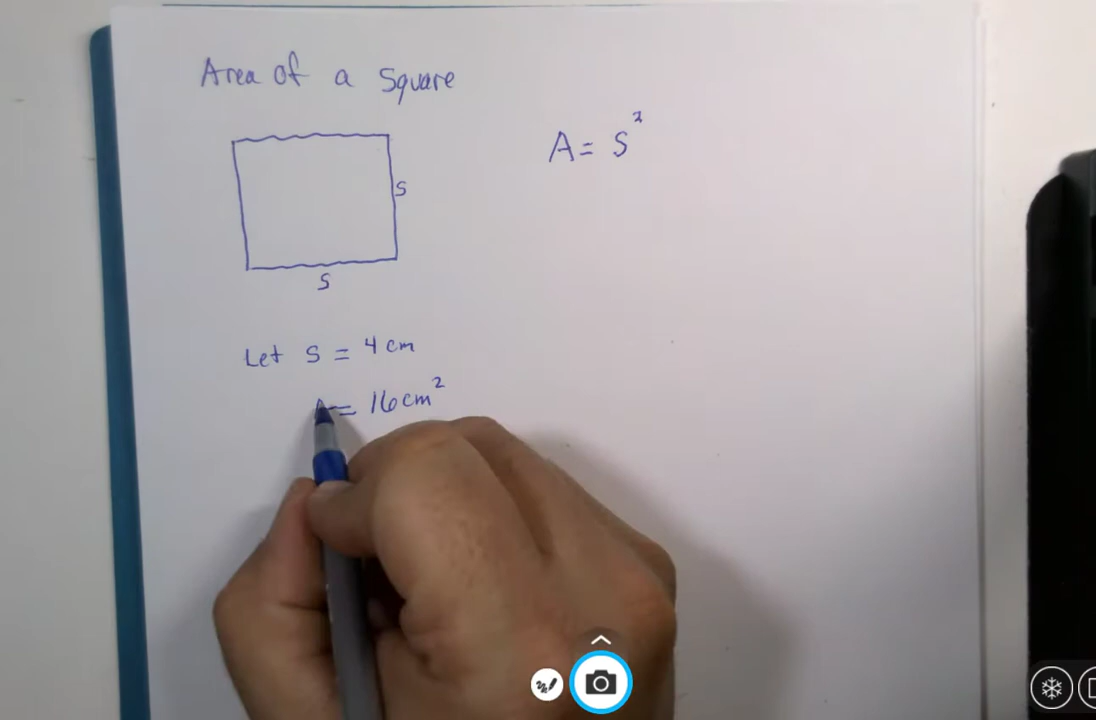 Area of a Square
A = S²
S
S
Let S = 4 cm
A = 16 cm²